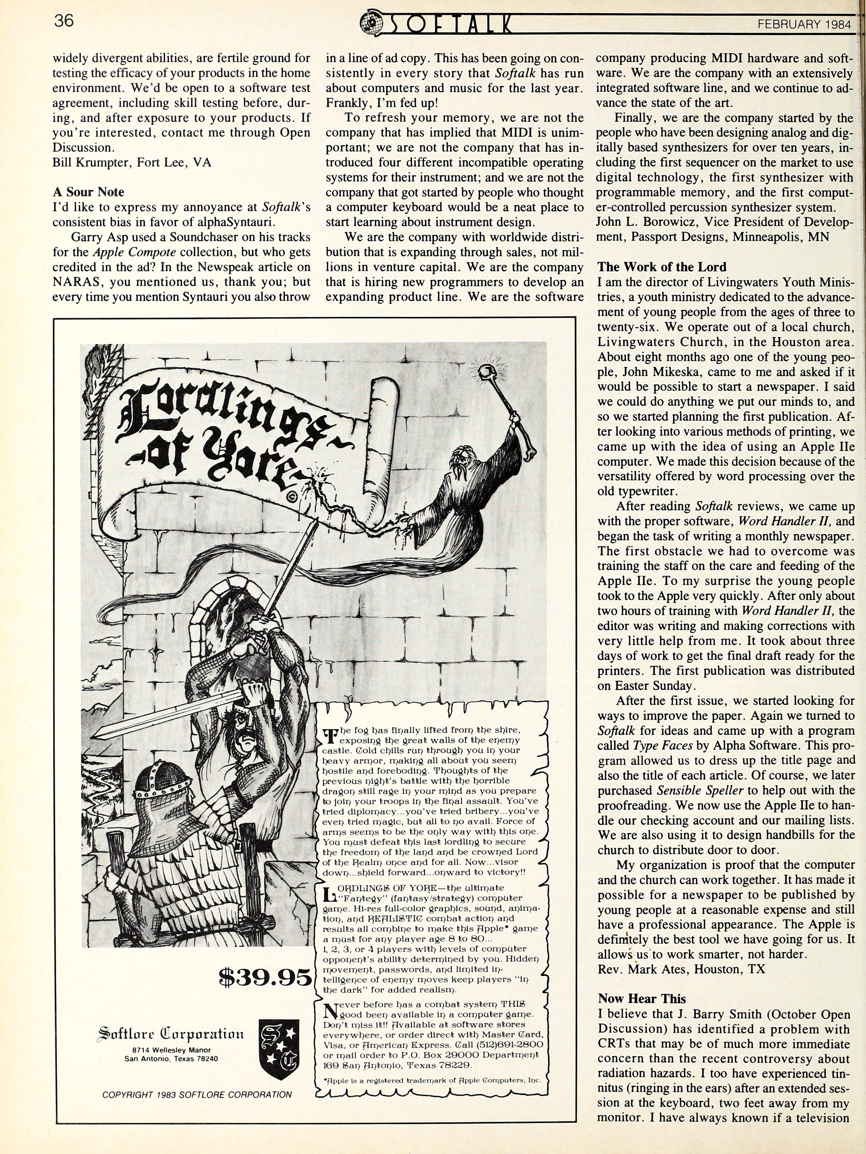 36
SOFTALK
FEBRUARY 1984
widely divergent abilities, are fertile ground for
testing the efficacy of your products in the home
environment. We'd be open to a software test
agreement, including skill testing before, dur-
ing, and after exposure to your products. If
you're interested, contact me through Open
Discussion.
Bill Krumpter, Fort Lee, VA
A Sour Note
I'd like to express my annoyance at Softalk's
consistent bias in favor of alphaSyntauri.
Garry Asp used a Soundchaser on his tracks
for the Apple Compote collection, but who gets
credited in the ad? In the Newspeak article on
NARAS, you mentioned us, thank you; but
every time you mention Syntauri you also throw
in a line of ad copy. This has been going on con-
sistently in every story that Softalk has run
about computers and music for the last year.
Frankly, I'm fed up!
To refresh your memory, we are not the
company that has implied that MIDI is unim-
portant; we are not the company that has in-
troduced four different incompatible operating
systems for their instrument; and we are not the
company that got started by people who thought
a computer keyboard would be a neat place to
start learning about instrument design.
We are the company with worldwide distri-
bution that is expanding through sales, not mil-
lions in venture capital. We are the company
that is hiring new programmers to develop an
expanding product line. We are the software
company producing MIDI hardware and soft-
ware. We are the company with an extensively
integrated software line, and we continue to ad-
vance the state of the art.
Finally, we are the company started by the
people who have been designing analog and dig-
itally based synthesizers for over ten years, in-
cluding the first sequencer on the market to use
digital technology, the first synthesizer with
programmable memory, and the first comput-
er-controlled percussion synthesizer system.
John L. Borowicz, Vice President of Develop-
ment, Passport Designs, Minneapolis, MN
The Work of the Lord
I am the director of Livingwaters Youth Minis-
tries, a youth ministry dedicated to the advance-
ment of young people from the ages of three to
twenty-six. We operate out of a local church,
Livingwaters Church, in the Houston area.
About eight months ago one of the young peo-
ple, John Mikeska, came to me and asked if it
would be possible to start a newspaper. I said
we could do anything we put our minds to, and
so we started planning the first publication. Af-
ter looking into various methods of printing, we
came up with the idea of using an Apple IIe
computer. We made this decision because of the
versatility offered by word processing over the
old typewriter.
After reading Softalk reviews, we came up
with the proper software, Word Handler II, and
began the task of writing a monthly newspaper.
The first obstacle we had to overcome was
training the staff on the care and feeding of the
Apple IIe. To my surprise the young people
took to the Apple very quickly. After only about
two hours of training with Word Handler II, the
editor was writing and making corrections with
very little help from me. It took about three
days of work to get the final draft ready for the
printers. The first publication was distributed
on Easter Sunday.
After the first issue, we started looking for
ways to improve the paper. Again we turned to
Softalk for ideas and came up with a program
called Type Faces by Alpha Software. This pro-
gram allowed us to dress up the title page and
also the title of each article. Of course, we later
purchased Sensible Speller to help out with the
proofreading. We now use the Apple IIe to han-
dle our checking account and our mailing lists.
We are also using it to design handbills for the
church to distribute door to door.
My organization is proof that the computer
and the church can work together. It has made it
possible for a newspaper to be published by
young people at a reasonable expense and still
have a professional appearance. The Apple is
definitely the best tool we have going for us. It
allows us to work smarter, not harder.
Rev. Mark Ates, Houston, TX
Now Hear This
I believe that J. Barry Smith (October Open
Discussion) has identified a problem with
CRTs that may be of much more immediate
concern than the recent controversy about
radiation hazards. I too have experienced tin-
nitus (ringing in the ears) after an extended ses-
sion at the keyboard, two feet away from my
monitor. I have always known if a television
Lordlings
of Yore
©
The fog has finally lifted from the shire,
exposing the great walls of the enemy
castle. Cold chills run through you in your
heavy armor, making all about you seem
hostile and foreboding. Thoughts of the
previous night's battle with the horrible
dragon still rage in your mind as you prepare
to join your troops in the final assault. You've
tried diplomacy...you've tried bribery...you've
even tried magic, but all to no avail. Force of
arms seems to be the only way with this one.
You must defeat this last lordling to secure
the freedom of the land and be crowned Lord
of the Realm once and for all. Now...visor
down...shield forward...onward to victory!!
LORDLINGS OF YORE—the ultimate
"Fantegy" (fantasy/strategy) computer
game. Hi-res full-color graphics, sound, anima-
tion, and REALISTIC combat action and
results all combine to make this Apple* game
a must for any player age 8 to 80...
1, 2, 3, or 4 players with levels of computer
opponent's ability determined by you. Hidden
movement, passwords, and limited in-
telligence of enemy moves keep players "in
the dark" for added realism.
Never before has a combat system THIS
good been available in a computer game.
Don't miss it!! Available at software stores
everywhere, or order direct with Master Card,
Visa, or American Express. Call (512)691-2800
or mail order to P.O. Box 29000 Department
169 San Antonio, Texas 78229.
*Apple is a registered trademark of Apple Computers, Inc.
$39.95
Softlore Corporation
8714 Wellesley Manor
San Antonio, Texas 78240
S
C
COPYRIGHT 1983 SOFTLORE CORPORATION